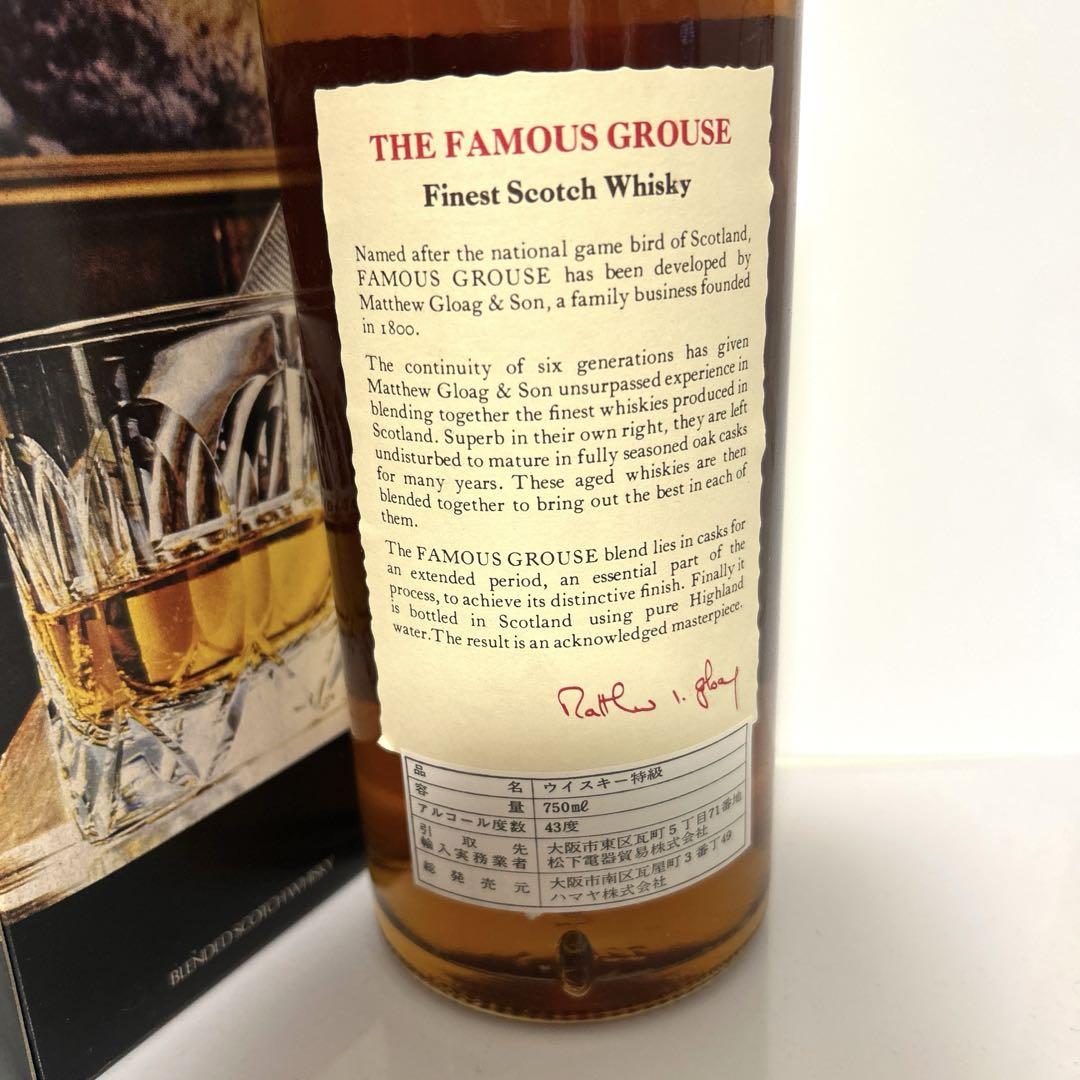 THE FAMOUS GROUSE
Finest Scotch Whisky
Named after the national game bird of Scotland,
FAMOUS GROUSE has been developed by
Matthew Gloag & Son, a family business founded
in 1800.
The continuity of six generations has given
Matthew Gloag & Son unsurpassed experience in
blending together the finest whiskies produced in
Scotland. Superb in their own right, they are left
undisturbed to mature in fully seasoned oak casks
for many years. These aged whiskies are then
blended together to bring out the best in each of
them.
The FAMOUS GROUSE blend lies in casks for
an extended period, an essential part of the
process, to achieve its distinctive finish. Finally it
is bottled in Scotland using pure Highland
water. The result is an acknowledged masterpiece.
Matthew I. Gloag
品名 ウイスキー特級
容量 750mℓ
アルコール度数 43度
引取先 大阪市東区瓦町5丁目71番地
輸入実務業者 松下電器貿易株式会社
総発売元 大阪市南区瓦屋町3番丁49
ハマヤ株式会社
BLENDED SCOTCH WHISKY